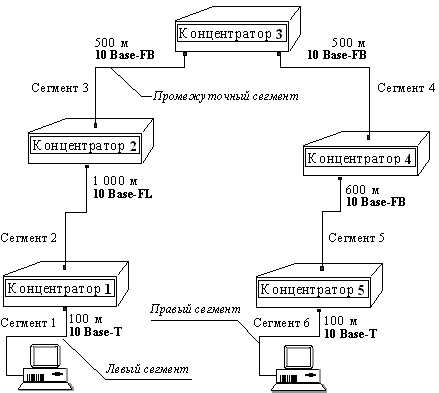 Концентратор 3
500 м
10 Base-FB
500 м
10 Base-FB
Сегмент 3
Сегмент 4
Промежуточный сегмент
Концентратор 2
Концентратор 4
1 000 м
10 Base-FL
600 м
10 Base-FB
Сегмент 2
Сегмент 5
Концентратор 1
Концентратор 5
Сегмент 1
100 м
10 Base-T
Правый сегмент
Сегмент 6
100 м
10 Base-T
Левый сегмент